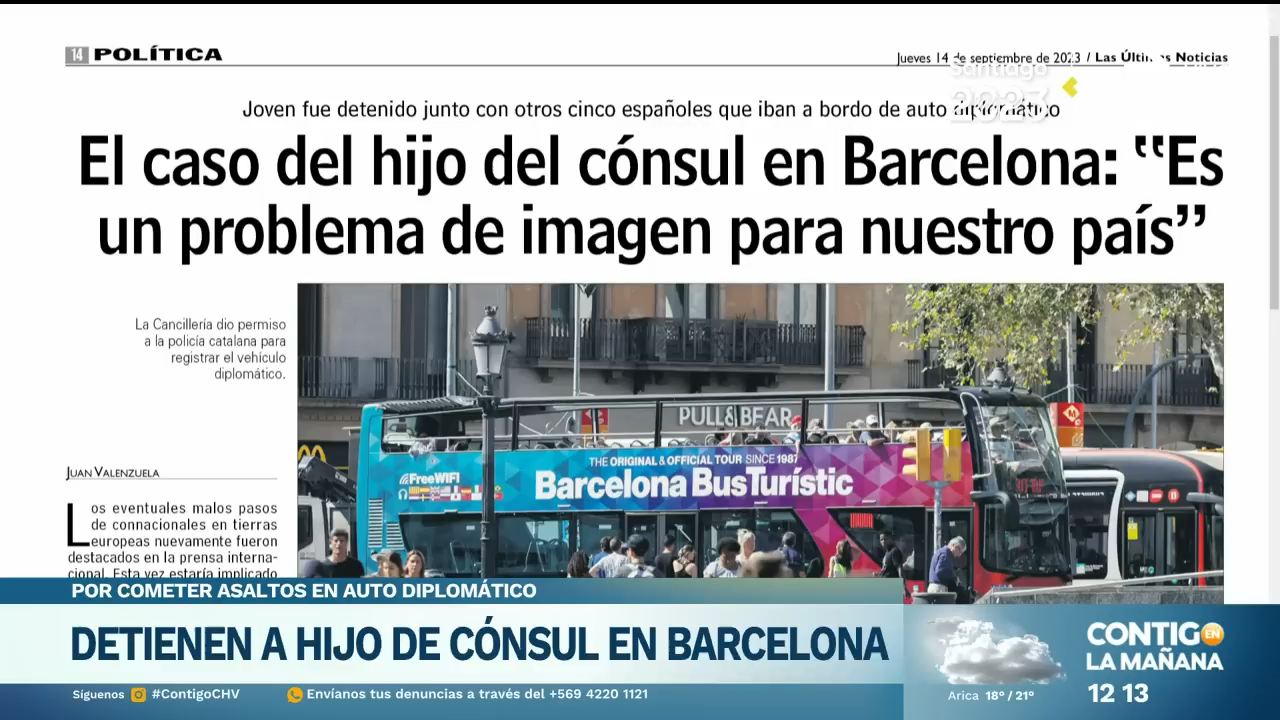 14 POLÍTICA
Jueves 14 de septiembre de 2023 / Las Últimas Noticias
Santiago
2023
Joven fue detenido junto con otros cinco españoles que iban a bordo de auto diplomático
El caso del hijo del cónsul en Barcelona: “Es
un problema de imagen para nuestro país”
La Cancillería dio permiso
a la policía catalana para
registrar el vehículo
diplomático.
JUAN VALENZUELA
Los eventuales malos pasos
de connacionales en tierras
europeas nuevamente fueron
destacados en la prensa interna-
cional. Esta vez estaría implicado
PULL&BEAR
THE ORIGINAL & OFFICIAL TOUR SINCE 1987
FreeWIFI
Barcelona BusTurístic
POR COMETER ASALTOS EN AUTO DIPLOMÁTICO
DETIENEN A HIJO DE CÓNSUL EN BARCELONA
CONTIGO EN
LA MAÑANA
Síguenos #ContigoCHV Envíanos tus denuncias a través del +569 4220 1121
Arica 18° / 21°
12 13